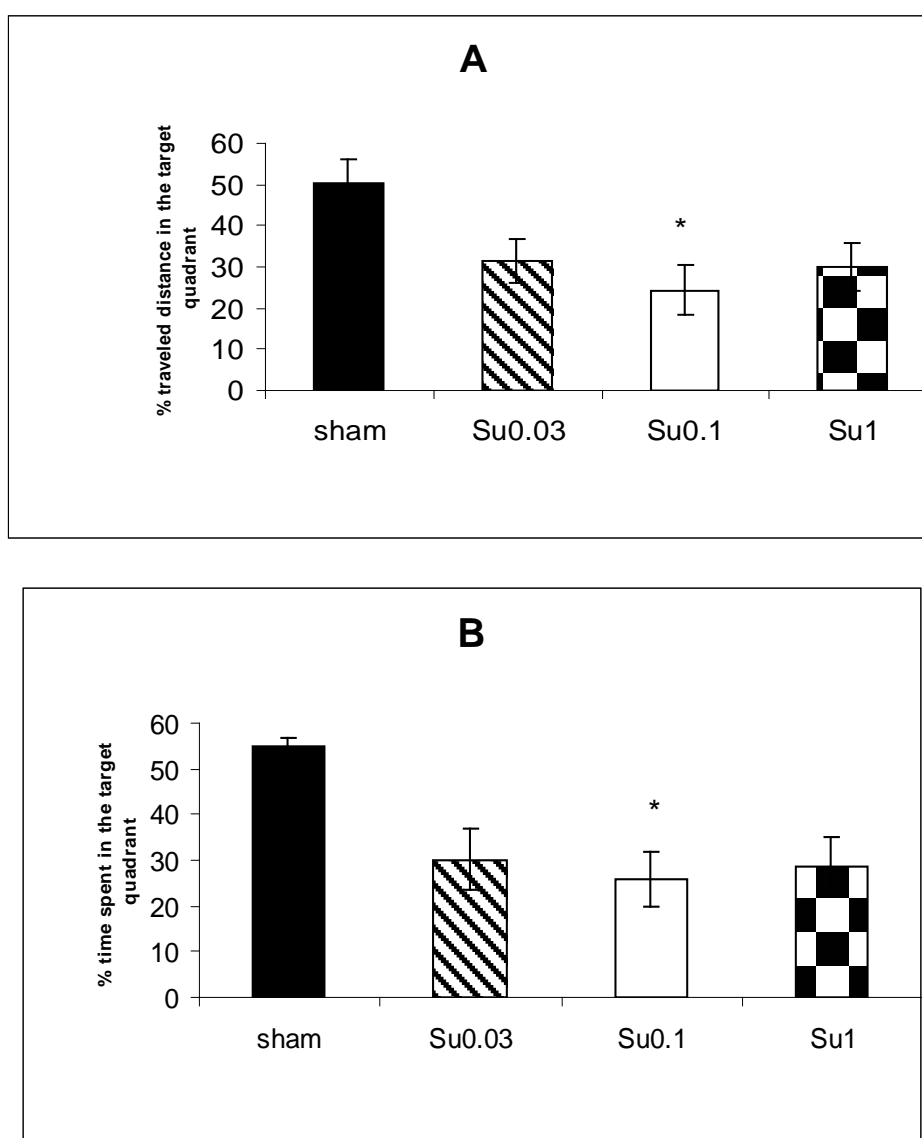 A
% traveled distance in the target
quadrant
60
50
40
30
20
10
0
*
sham Su0.03 Su0.1 Su1
B
% time spent in the target
quadrant
60
50
40
30
20
10
0
*
sham Su0.03 Su0.1 Su1